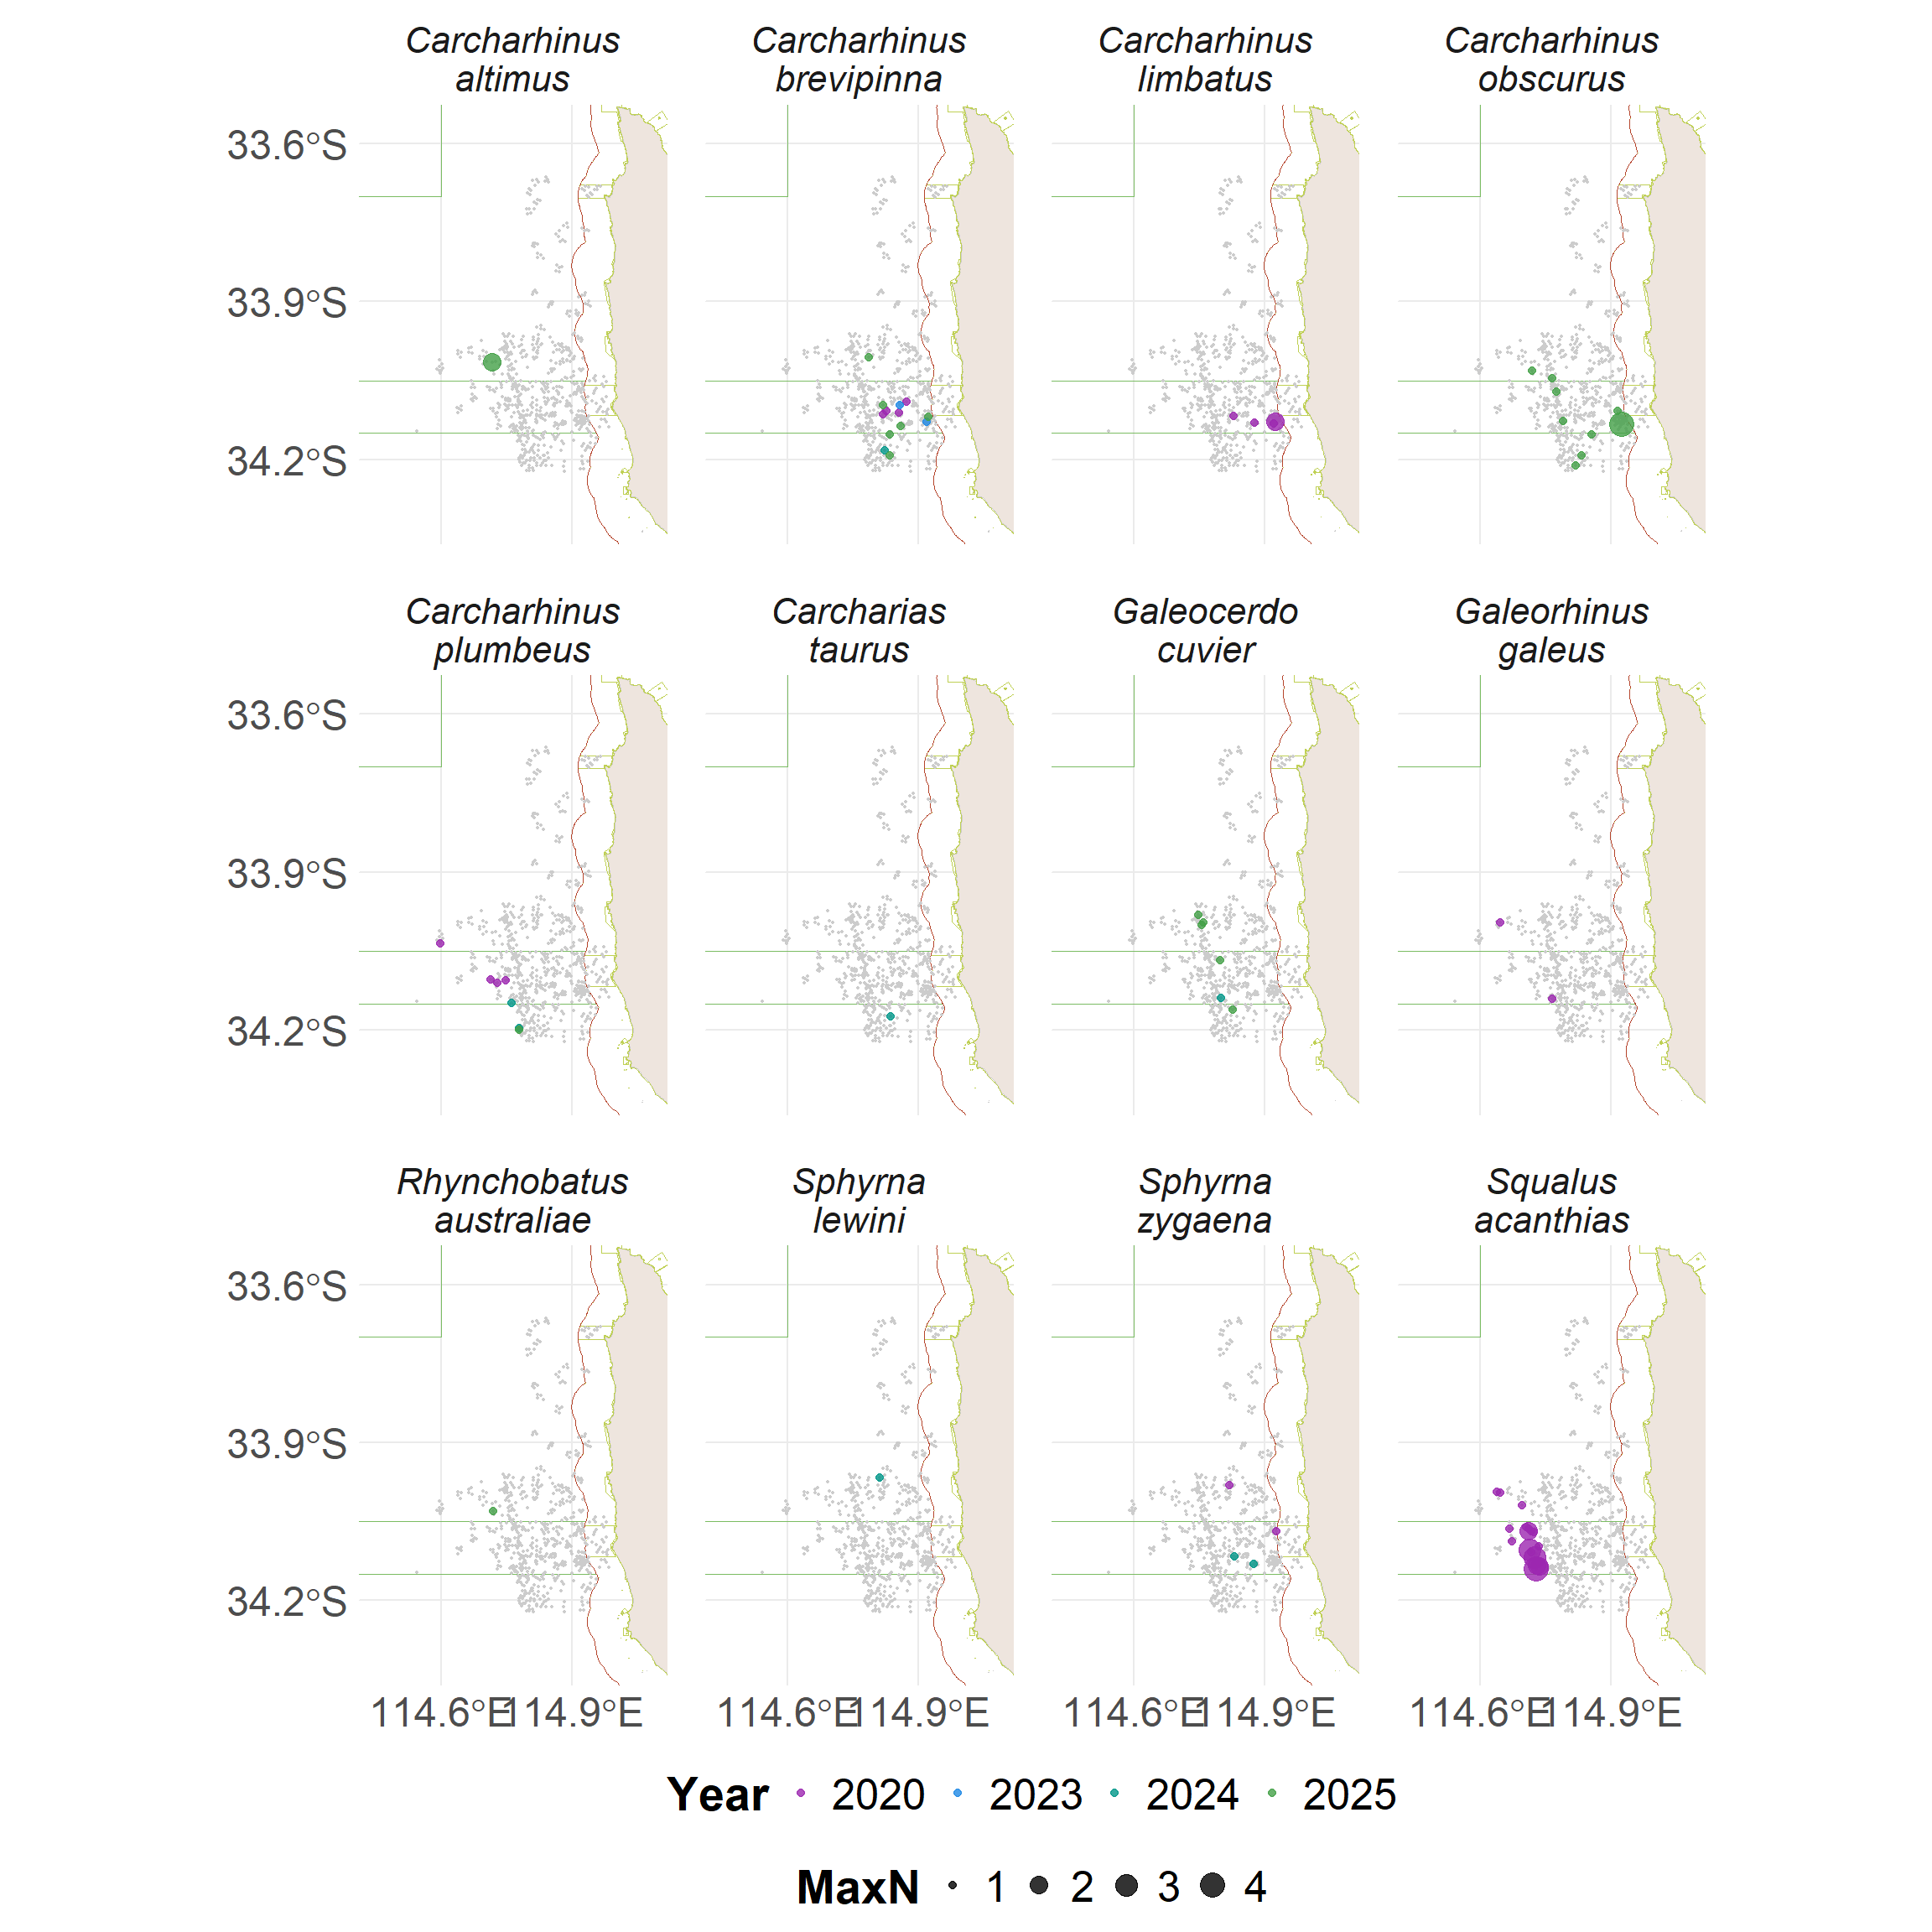 Carcharhinus Carcharhinus Carcharhinus Carcharhinus
altimus brevipinna limbatus obscurus
33.6°S
33.9°S
34.2°S
Carcharhinus Carcharias Galeocerdo Galeorhinus
plumbeus taurus cuvier galeus
33.6°S
33.9°S
34.2°S
Rhynchobatus Sphyrna Sphyrna Squalus
australiae lewini zygaena acanthias
33.6°S
33.9°S
34.2°S
114.6°E 114.9°E 114.6°E 114.9°E 114.6°E 114.9°E 114.6°E 114.9°E
Year 2020 2023 2024 2025
MaxN 1 2 3 4